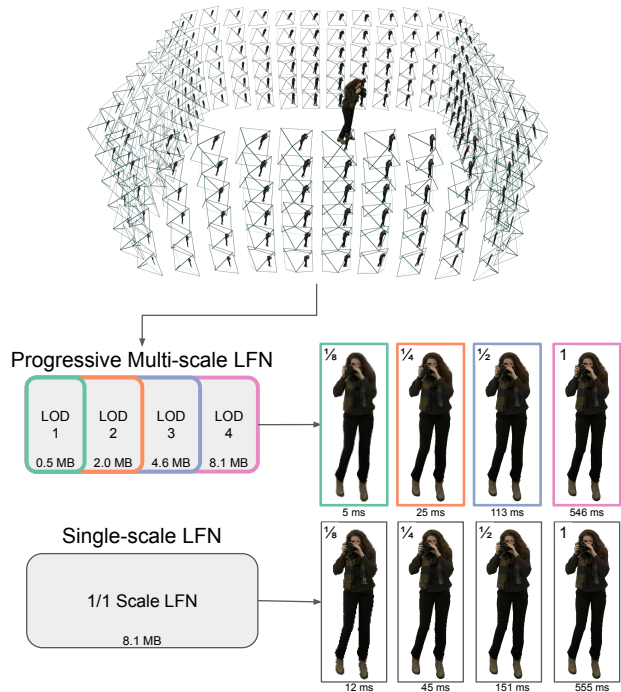 Progressive Multi-scale LFN
LOD
1
0.5 MB
LOD
2
2.0 MB
LOD
3
4.6 MB
LOD
4
8.1 MB
⅛
5 ms
¼
25 ms
½
113 ms
1
546 ms
Single-scale LFN
1/1 Scale LFN
8.1 MB
⅛
12 ms
¼
45 ms
½
151 ms
1
555 ms